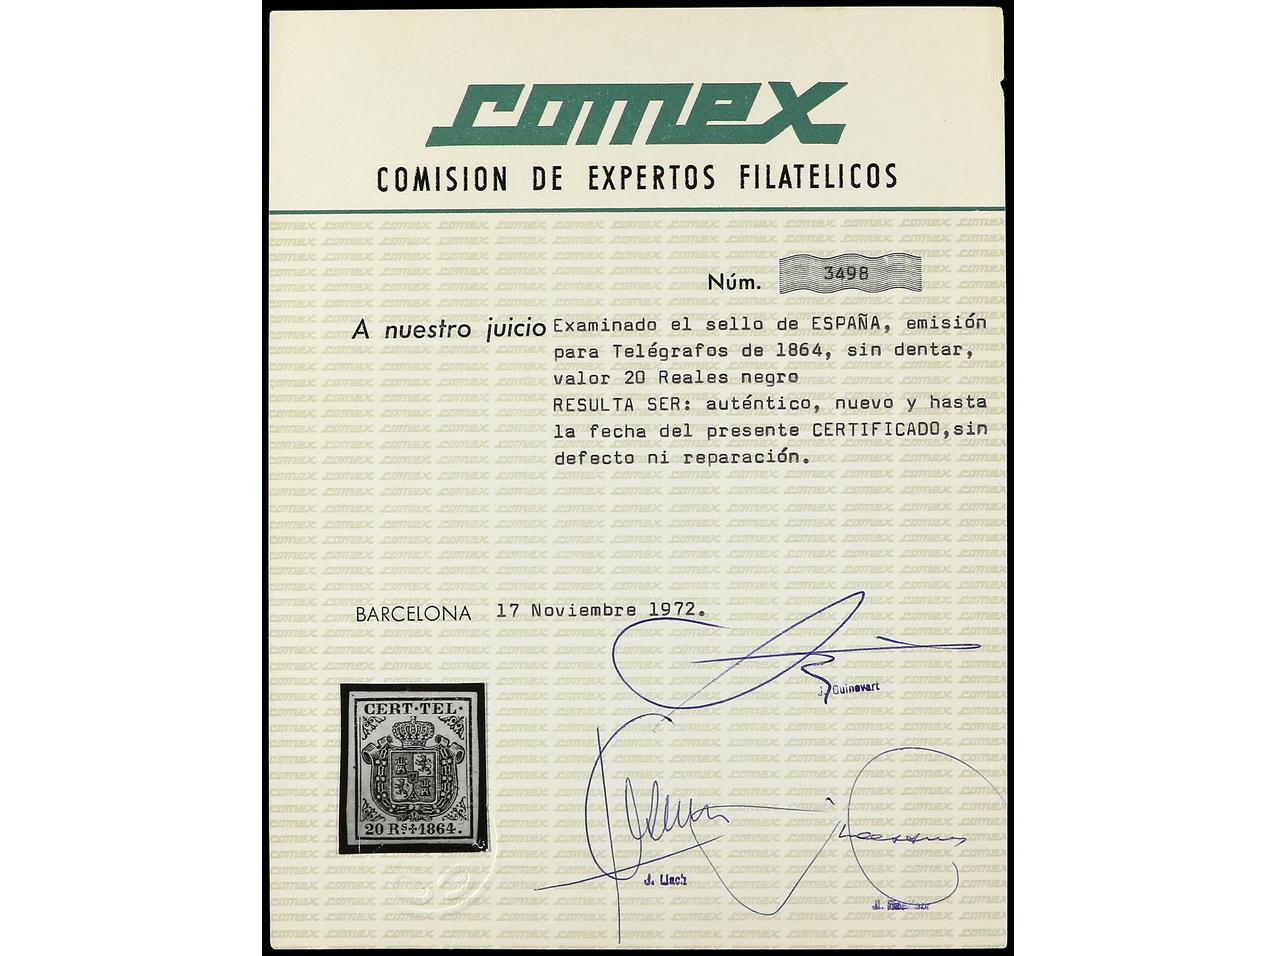 comex
COMISION DE EXPERTOS FILATELICOS
Núm. 3498
A nuestro juicio Examinado el sello de ESPAÑA, emisión
para Telégrafos de 1864, sin dentar,
valor 20 Reales negro
RESULTA SER: auténtico, nuevo y hasta
la fecha del presente CERTIFICADO,sin
defecto ni reparación.
BARCELONA 17 Noviembre 1972.
J. Guinovart
CERT·TEL·
20 Rs 1864.
J. Llach